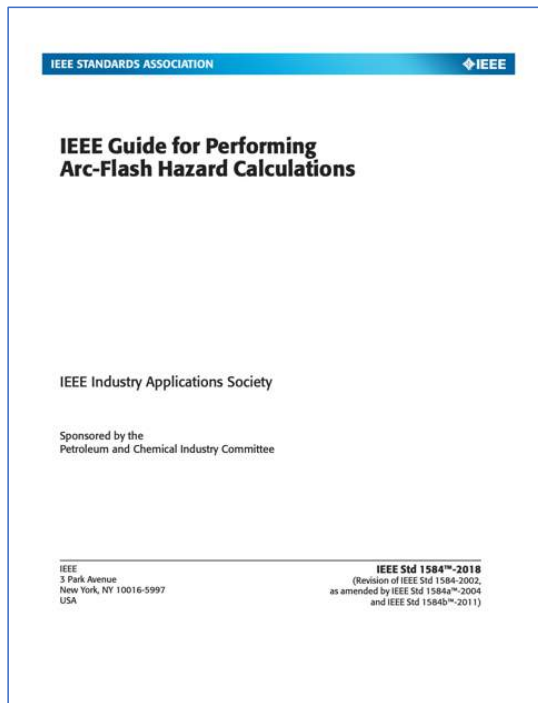 IEEE STANDARDS ASSOCIATION
IEEE
IEEE Guide for Performing
Arc-Flash Hazard Calculations
IEEE Industry Applications Society
Sponsored by the
Petroleum and Chemical Industry Committee
IEEE
3 Park Avenue
New York, NY 10016-5997
USA
IEEE Std 1584™-2018
(Revision of IEEE Std 1584-2002,
as amended by IEEE Std 1584a™-2004
and IEEE Std 1584b™-2011)